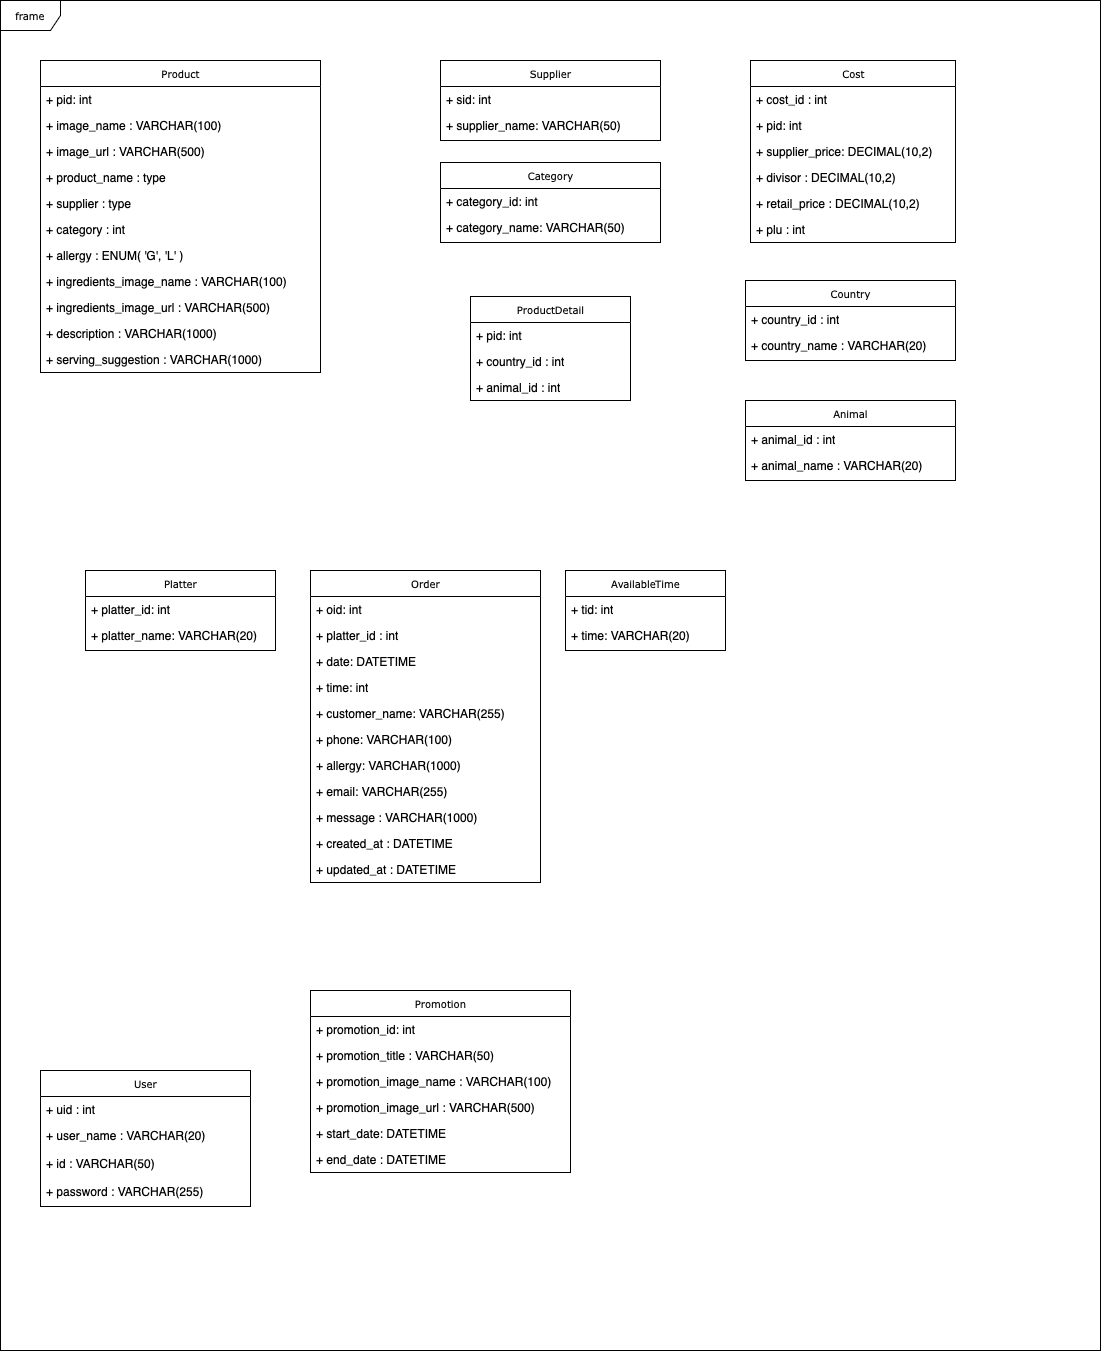 frame
Product
+ pid: int
+ image_name : VARCHAR(100)
+ image_url : VARCHAR(500)
+ product_name : type
+ supplier : type
+ category : int
+ allergy : ENUM( 'G', 'L' )
+ ingredients_image_name : VARCHAR(100)
+ ingredients_image_url : VARCHAR(500)
+ description : VARCHAR(1000)
+ serving_suggestion : VARCHAR(1000)
Supplier
+ sid: int
+ supplier_name: VARCHAR(50)
Category
+ category_id: int
+ category_name: VARCHAR(50)
Cost
+ cost_id : int
+ pid: int
+ supplier_price: DECIMAL(10,2)
+ divisor : DECIMAL(10,2)
+ retail_price : DECIMAL(10,2)
+ plu : int
ProductDetail
+ pid: int
+ country_id : int
+ animal_id : int
Country
+ country_id : int
+ country_name : VARCHAR(20)
Animal
+ animal_id : int
+ animal_name : VARCHAR(20)
Platter
+ platter_id: int
+ platter_name: VARCHAR(20)
Order
+ oid: int
+ platter_id : int
+ date: DATETIME
+ time: int
+ customer_name: VARCHAR(255)
+ phone: VARCHAR(100)
+ allergy: VARCHAR(1000)
+ email: VARCHAR(255)
+ message : VARCHAR(1000)
+ created_at : DATETIME
+ updated_at : DATETIME
AvailableTime
+ tid: int
+ time: VARCHAR(20)
Promotion
+ promotion_id: int
+ promotion_title : VARCHAR(50)
+ promotion_image_name : VARCHAR(100)
+ promotion_image_url : VARCHAR(500)
+ start_date: DATETIME
+ end_date : DATETIME
User
+ uid : int
+ user_name : VARCHAR(20)
+ id : VARCHAR(50)
+ password : VARCHAR(255)